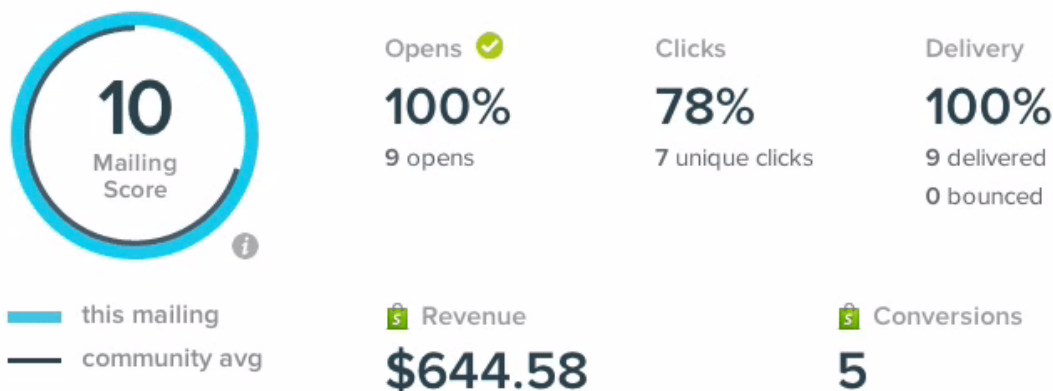 10
Mailing
Score
i
this mailing
community avg
Opens
100%
9 opens
Clicks
78%
7 unique clicks
Delivery
100%
9 delivered
0 bounced
Revenue
$644.58
Conversions
5